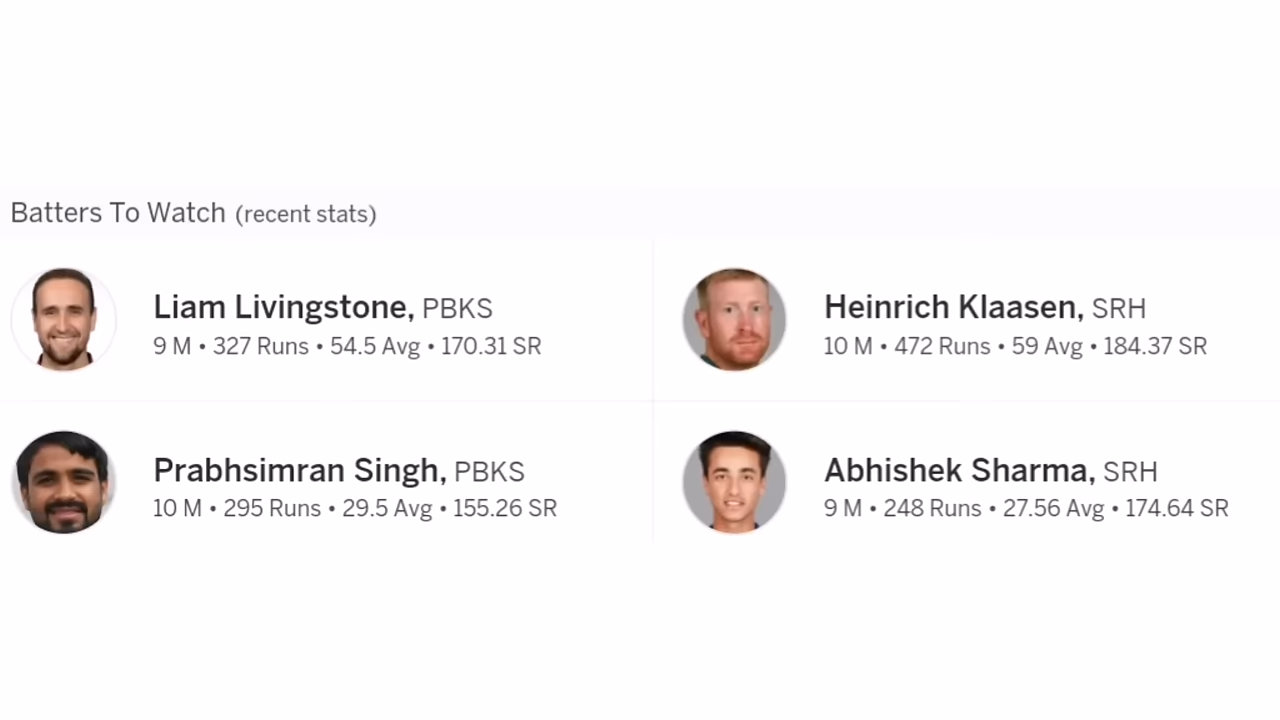 Batters To Watch (recent stats)
Liam Livingstone, PBKS
9 M • 327 Runs • 54.5 Avg • 170.31 SR
Heinrich Klaasen, SRH
10 M • 472 Runs • 59 Avg • 184.37 SR
Prabhsimran Singh, PBKS
10 M • 295 Runs • 29.5 Avg • 155.26 SR
Abhishek Sharma, SRH
9 M • 248 Runs • 27.56 Avg • 174.64 SR